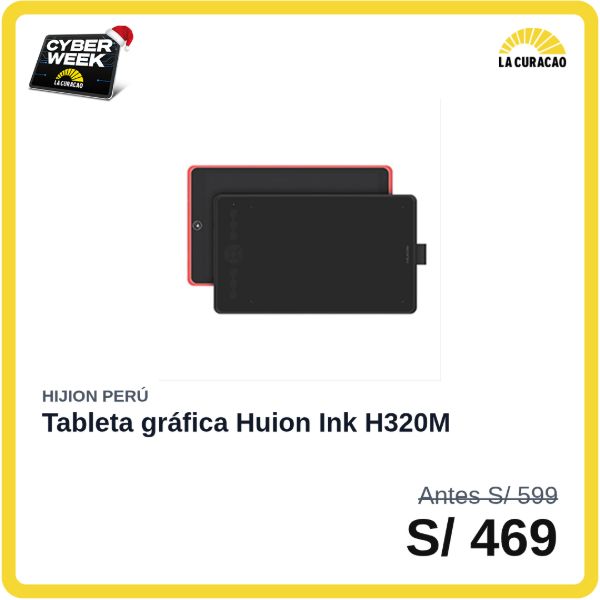 CYBER
WEEK
LA CURACAO
LA CURACAO
HIJION PERÚ
Tableta gráfica Huion Ink H320M
Antes S/ 599
S/ 469